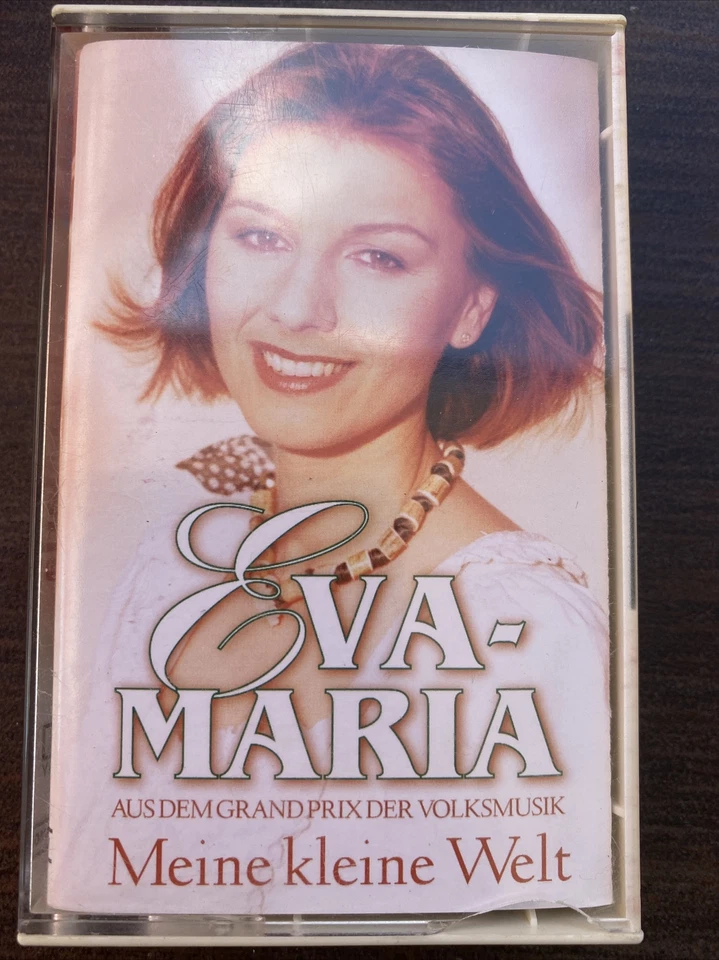 EVA-
MARIA
AUS DEM GRAND PRIX DER VOLKSMUSIK
Meine kleine Welt